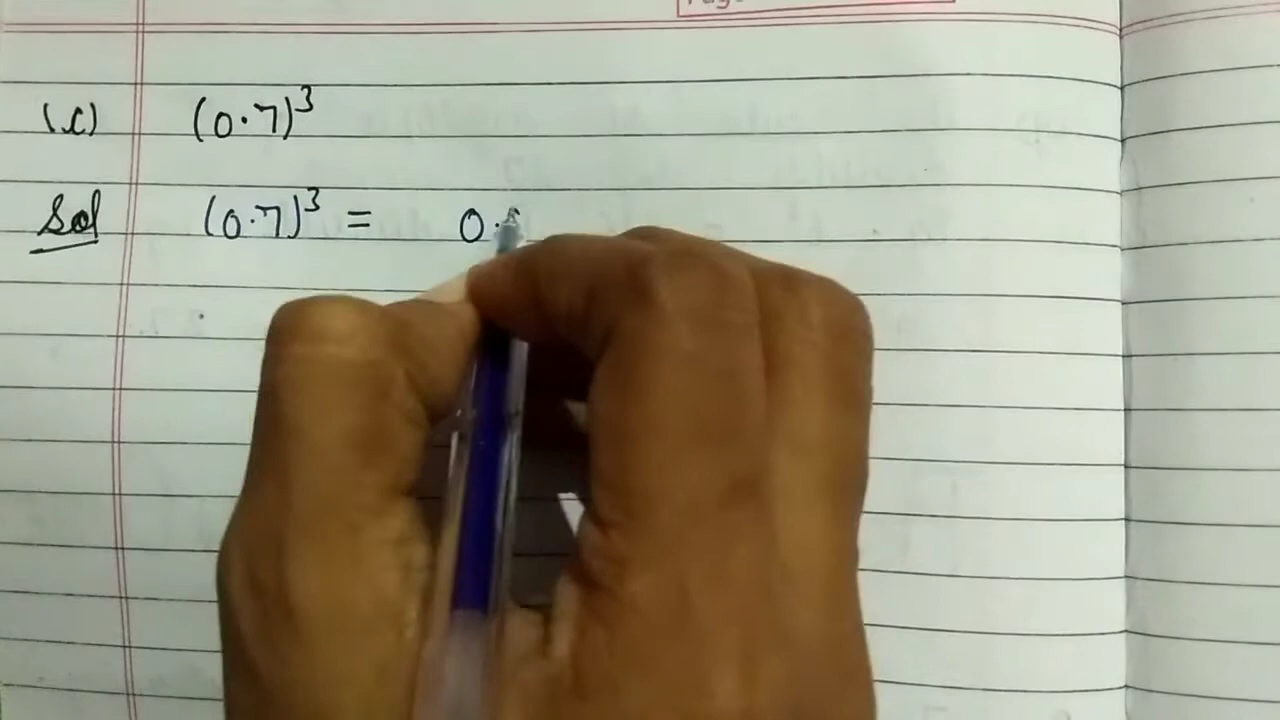 (c) (0.7)³
Sol (0.7)³ = 0.